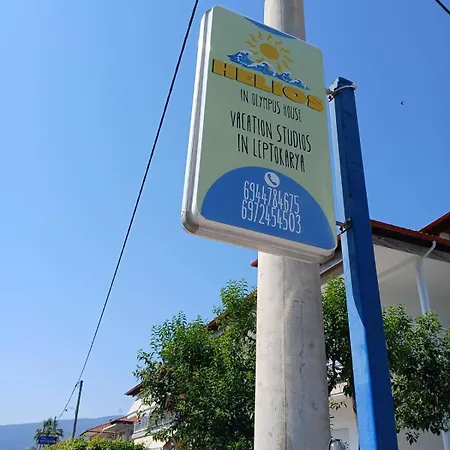 HELIOS
IN OLYMPUS HOUSE
VACATION STUDIOS
IN LEPTOKARYA
6944784675
6972454503